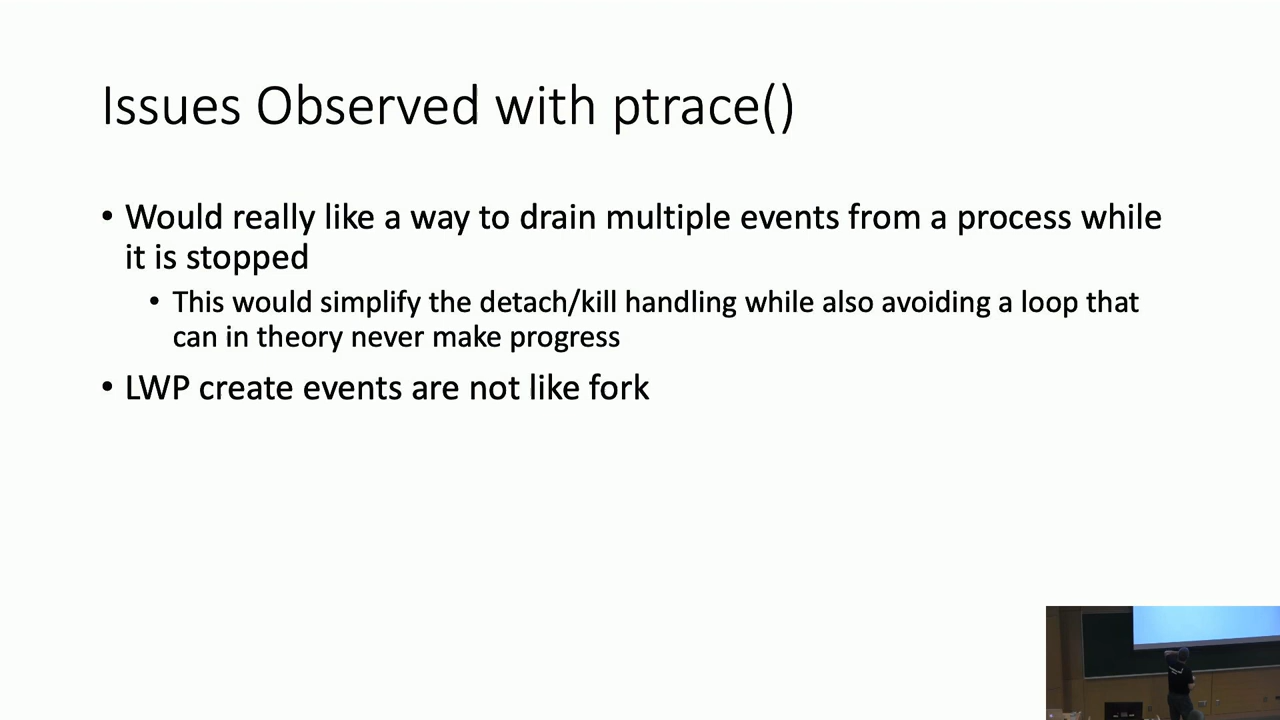 Issues Observed with ptrace()
• Would really like a way to drain multiple events from a process while
it is stopped
• This would simplify the detach/kill handling while also avoiding a loop that
can in theory never make progress
• LWP create events are not like fork